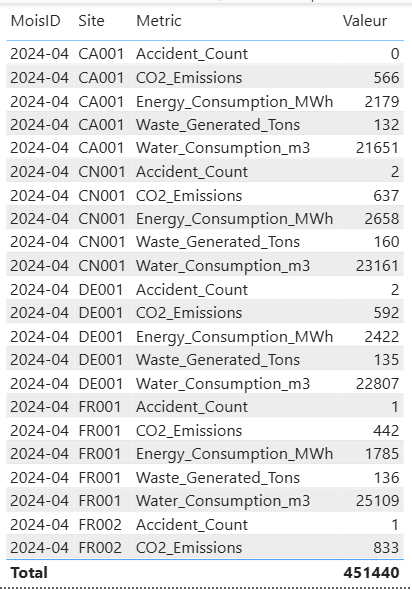 MoisID Site Metric Valeur
2024-04 CA001 Accident_Count 0
2024-04 CA001 CO2_Emissions 566
2024-04 CA001 Energy_Consumption_MWh 2179
2024-04 CA001 Waste_Generated_Tons 132
2024-04 CA001 Water_Consumption_m3 21651
2024-04 CN001 Accident_Count 2
2024-04 CN001 CO2_Emissions 637
2024-04 CN001 Energy_Consumption_MWh 2658
2024-04 CN001 Waste_Generated_Tons 160
2024-04 CN001 Water_Consumption_m3 23161
2024-04 DE001 Accident_Count 2
2024-04 DE001 CO2_Emissions 592
2024-04 DE001 Energy_Consumption_MWh 2422
2024-04 DE001 Waste_Generated_Tons 135
2024-04 DE001 Water_Consumption_m3 22807
2024-04 FR001 Accident_Count 1
2024-04 FR001 CO2_Emissions 442
2024-04 FR001 Energy_Consumption_MWh 1785
2024-04 FR001 Waste_Generated_Tons 136
2024-04 FR001 Water_Consumption_m3 25109
2024-04 FR002 Accident_Count 1
2024-04 FR002 CO2_Emissions 833
Total 451440